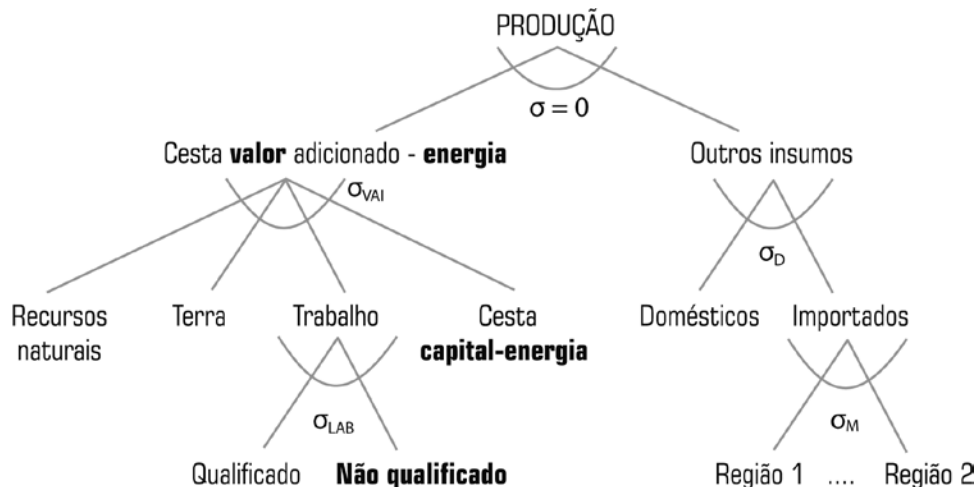 PRODUÇÃO
σ = 0
Cesta valor adicionado - energia
Outros insumos
σVAI
σD
Recursos naturais
Terra
Trabalho
Cesta capital-energia
Domésticos
Importados
σLAB
σM
Qualificado
Não qualificado
Região 1 .... Região 2